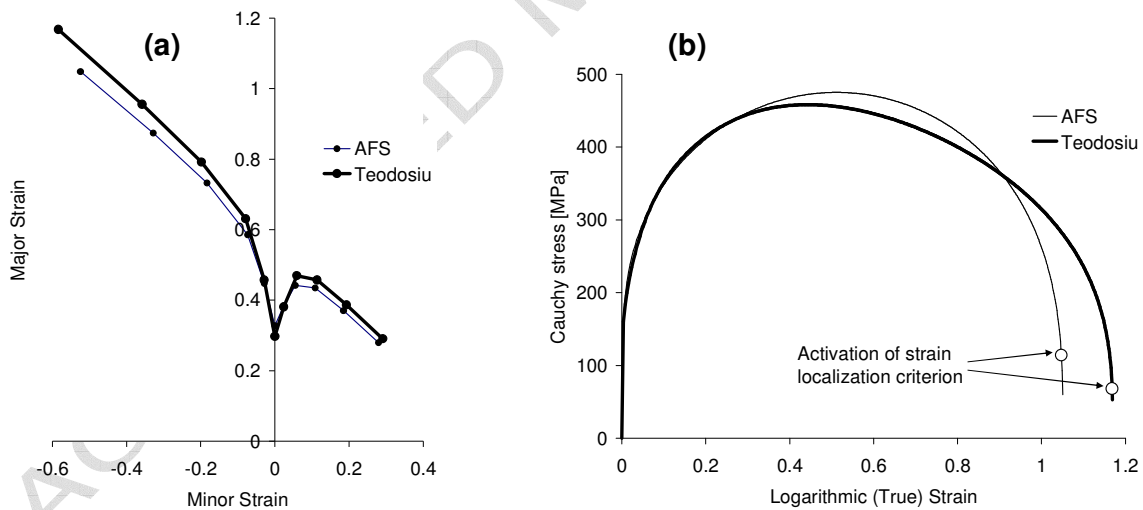 (a)
Major Strain
1.2
1
0.8
0.6
0.4
0.2
0
-0.6
-0.4
-0.2
0
0.2
0.4
Minor Strain
AFS
Teodosiu
(b)
Cauchy stress [MPa]
500
400
300
200
100
0
0
0.2
0.4
0.6
0.8
1
1.2
Logarithmic (True) Strain
AFS
Teodosiu
Activation of strain
localization criterion